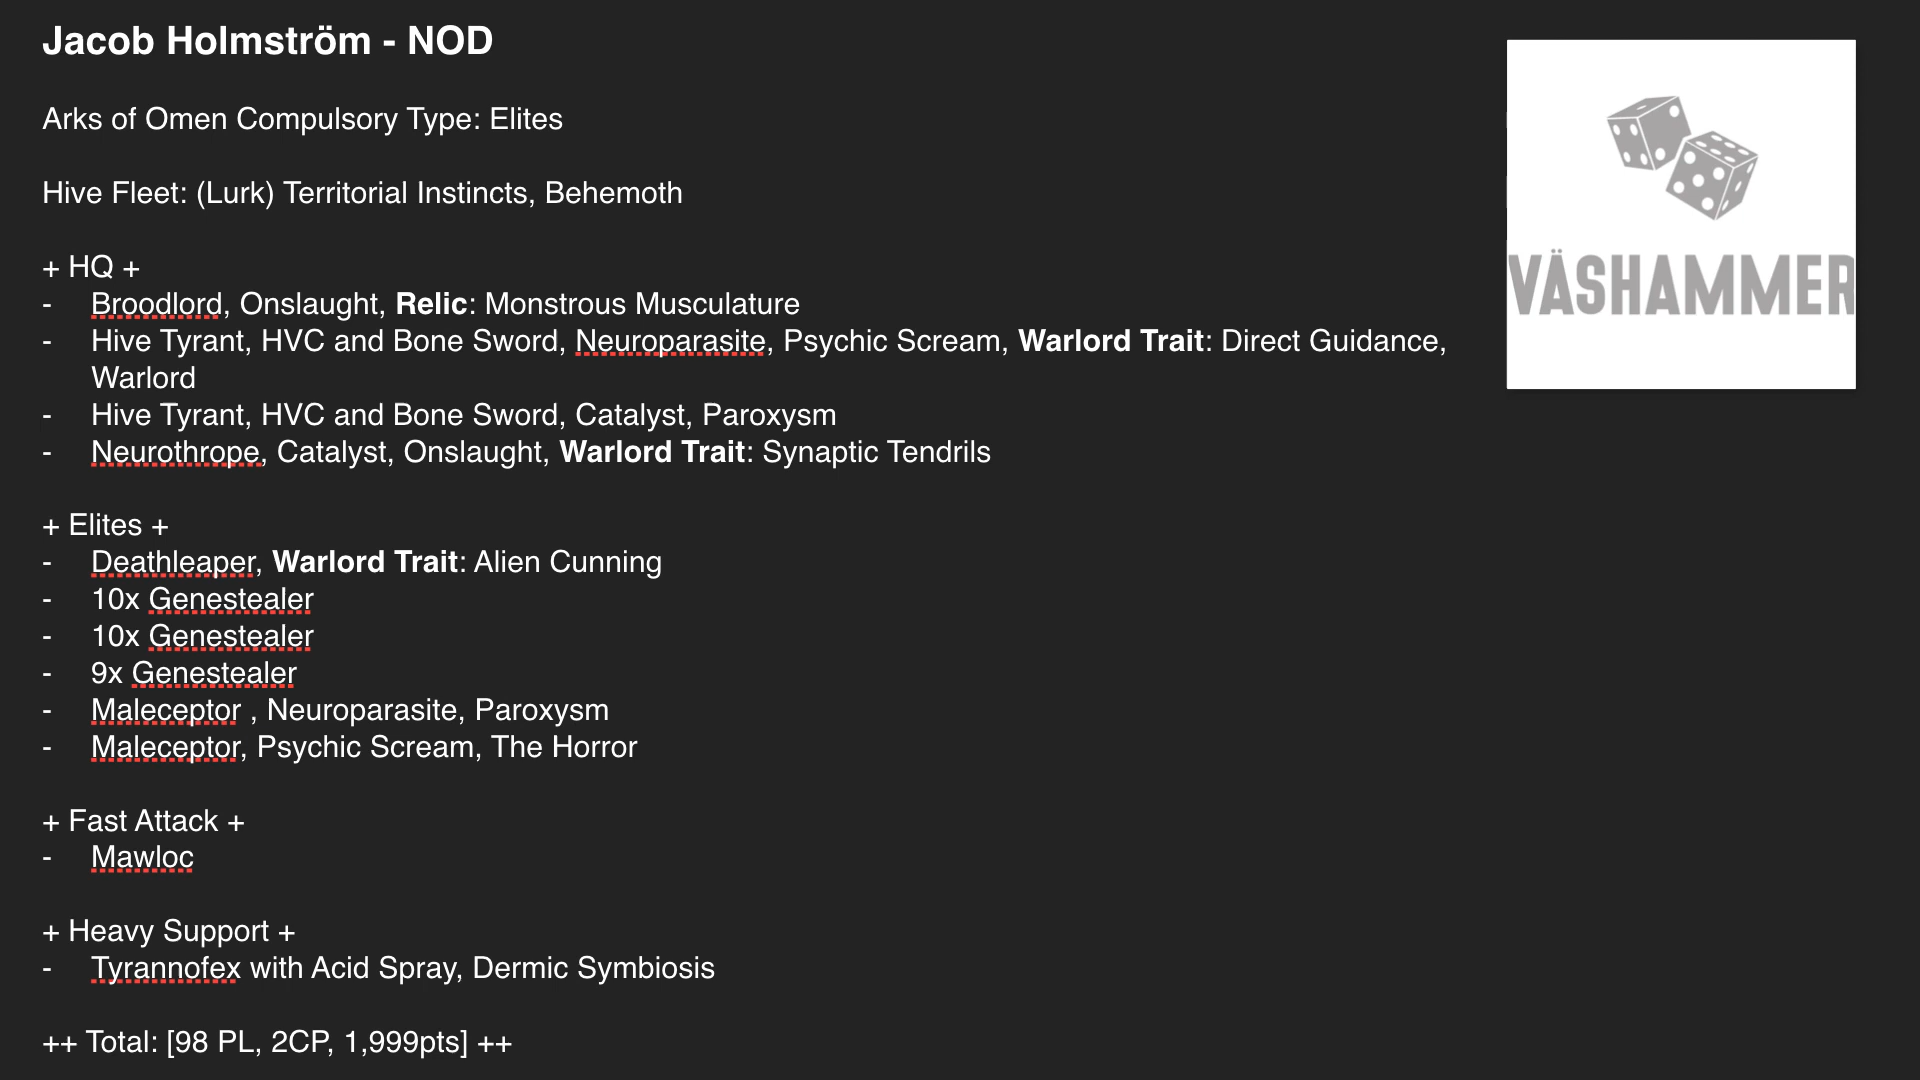 Jacob Holmström - NOD
Arks of Omen Compulsory Type: Elites
Hive Fleet: (Lurk) Territorial Instincts, Behemoth
+ HQ +
- Broodlord, Onslaught, Relic: Monstrous Musculature
- Hive Tyrant, HVC and Bone Sword, Neuroparasite, Psychic Scream, Warlord Trait: Direct Guidance,
Warlord
- Hive Tyrant, HVC and Bone Sword, Catalyst, Paroxysm
- Neurothrope, Catalyst, Onslaught, Warlord Trait: Synaptic Tendrils
+ Elites +
- Deathleaper, Warlord Trait: Alien Cunning
- 10x Genestealer
- 10x Genestealer
- 9x Genestealer
- Maleceptor , Neuroparasite, Paroxysm
- Maleceptor, Psychic Scream, The Horror
+ Fast Attack +
- Mawloc
+ Heavy Support +
- Tyrannofex with Acid Spray, Dermic Symbiosis
++ Total: [98 PL, 2CP, 1,999pts] ++
VÄSHAMMER